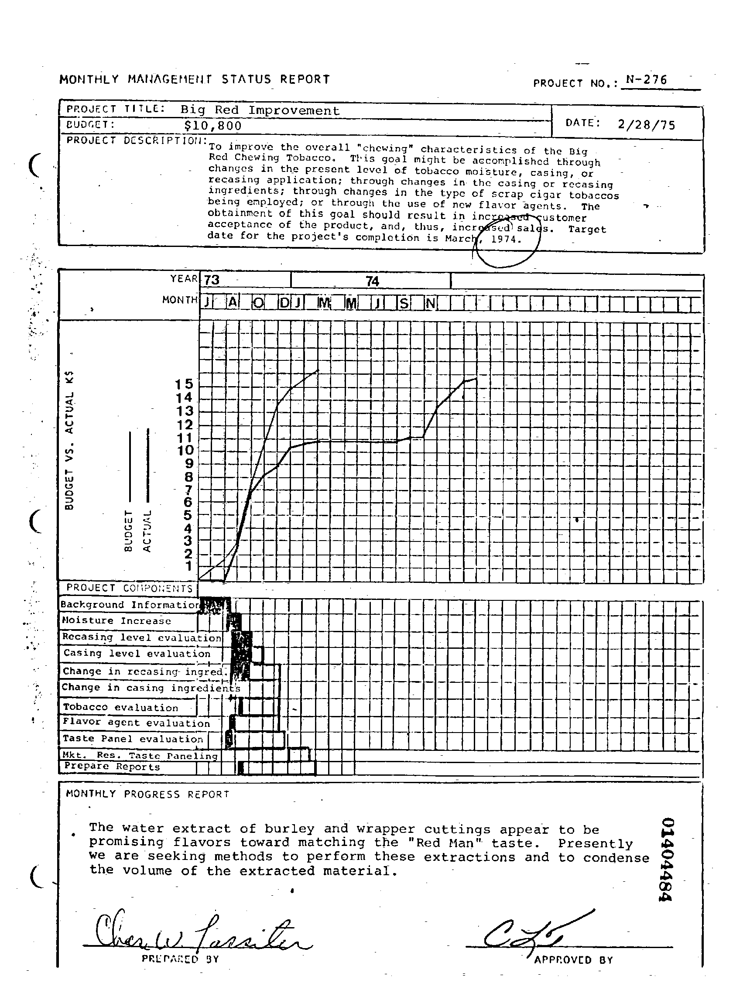 MONTHLY MANAGEMENT STATUS REPORT
PROJECT NO.: N-276
PROJECT TITLE: Big Red Improvement
BUDGET: $10,800
DATE: 2/28/75
PROJECT DESCRIPTION: To improve the overall "chewing" characteristics of the Big
Red Chewing Tobacco. This goal might be accomplished through
changes in the present level of tobacco moisture, casing, or
recasing application; through changes in the casing or recasing
ingredients; through changes in the type of scrap cigar tobaccos
being employed; or through the use of new flavor agents. The
obtainment of this goal should result in increased customer
acceptance of the product, and, thus, increased sales. Target
date for the project's completion is March, 1974.
YEAR 73 74
MONTH J A O D J M M J S N
BUDGET VS. ACTUAL K$
BUDGET
ACTUAL
15
14
13
12
11
10
9
8
7
6
5
4
3
2
1
PROJECT COMPONENTS
Background Information
Moisture Increase
Recasing level evaluation
Casing level evaluation
Change in recasing ingred.
Change in casing ingredients
Tobacco evaluation
Flavor agent evaluation
Taste Panel evaluation
Mkt. Res. Taste Paneling
Prepare Reports
MONTHLY PROGRESS REPORT
The water extract of burley and wrapper cuttings appear to be
promising flavors toward matching the "Red Man" taste. Presently
we are seeking methods to perform these extractions and to condense
the volume of the extracted material.
01404484
Chas W. Lassiter
PREPARED BY
APPROVED BY